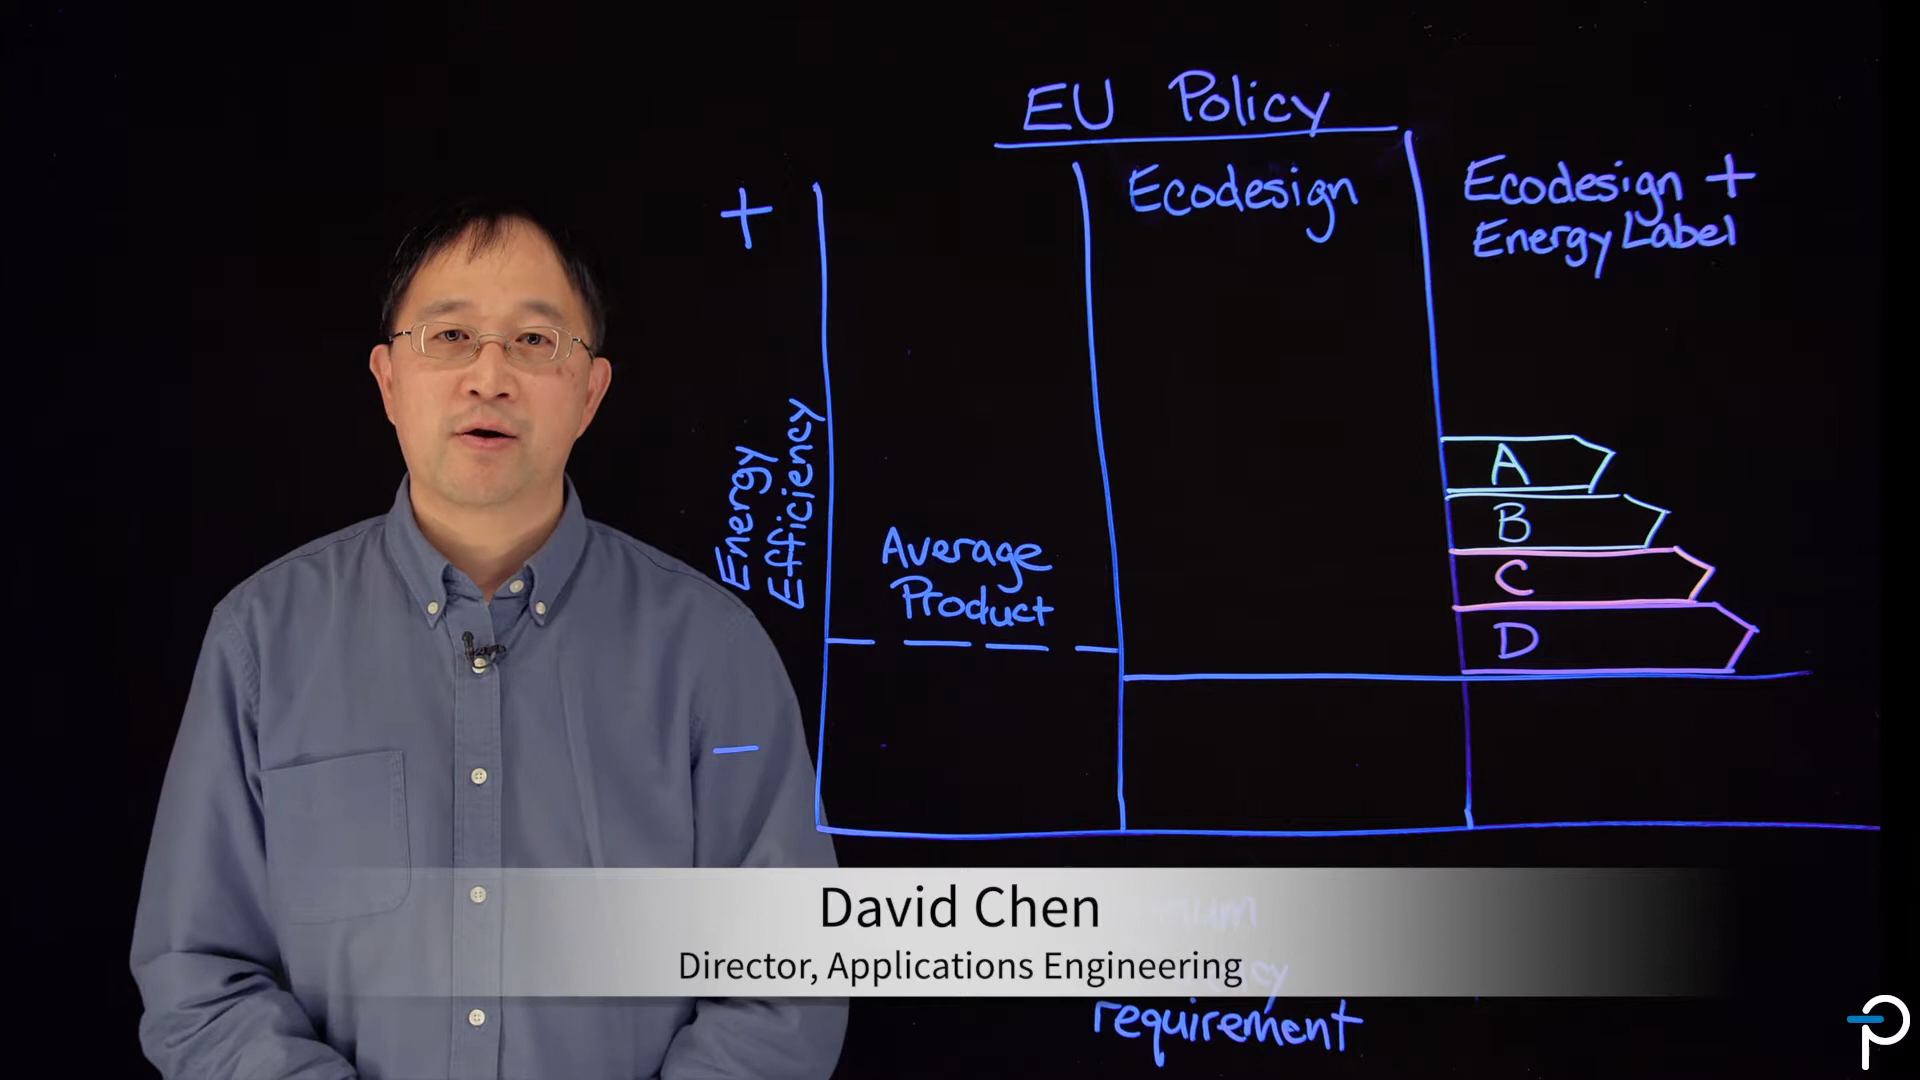 EU Policy
+
Ecodesign
Ecodesign +
Energy Label
Energy
Efficiency
Average
Product
A
B
C
D
—
David Chen
Director, Applications Engineering
requirement